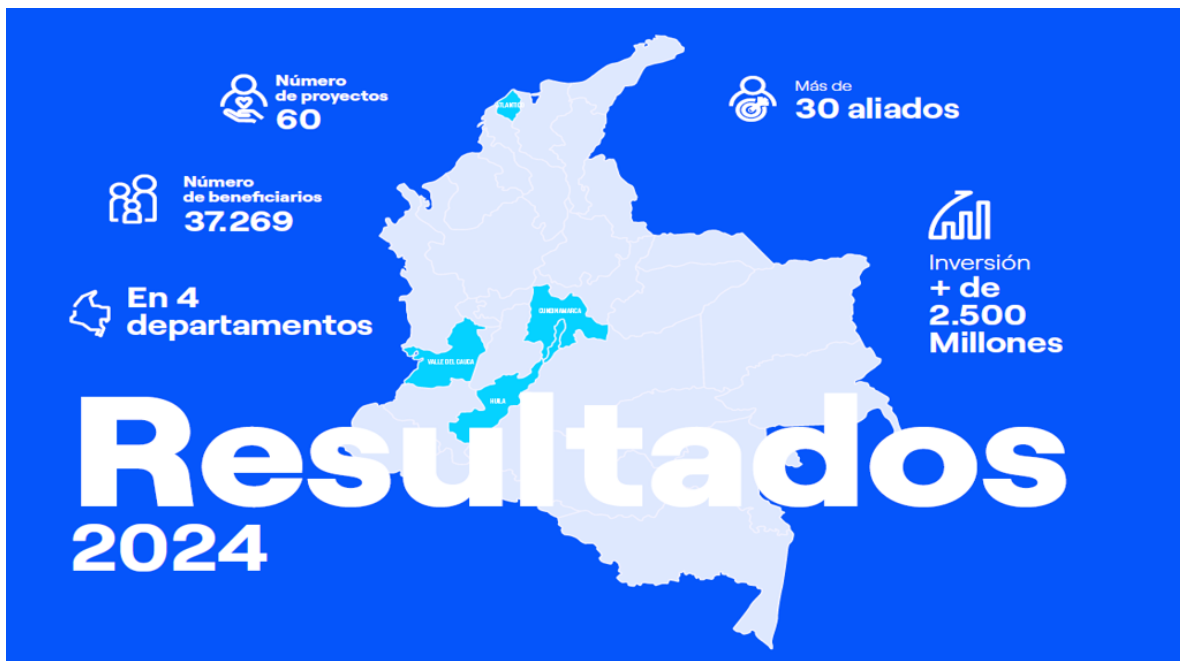 Número
de proyectos
60
Más de
30 aliados
Número
de beneficiarios
37.269
En 4
departamentos
Inversión
+ de
2.500
Millones
ATLANTICO
CUNDINAMARCA
VALLE DEL CAUCA
HUILA
Resultados
2024